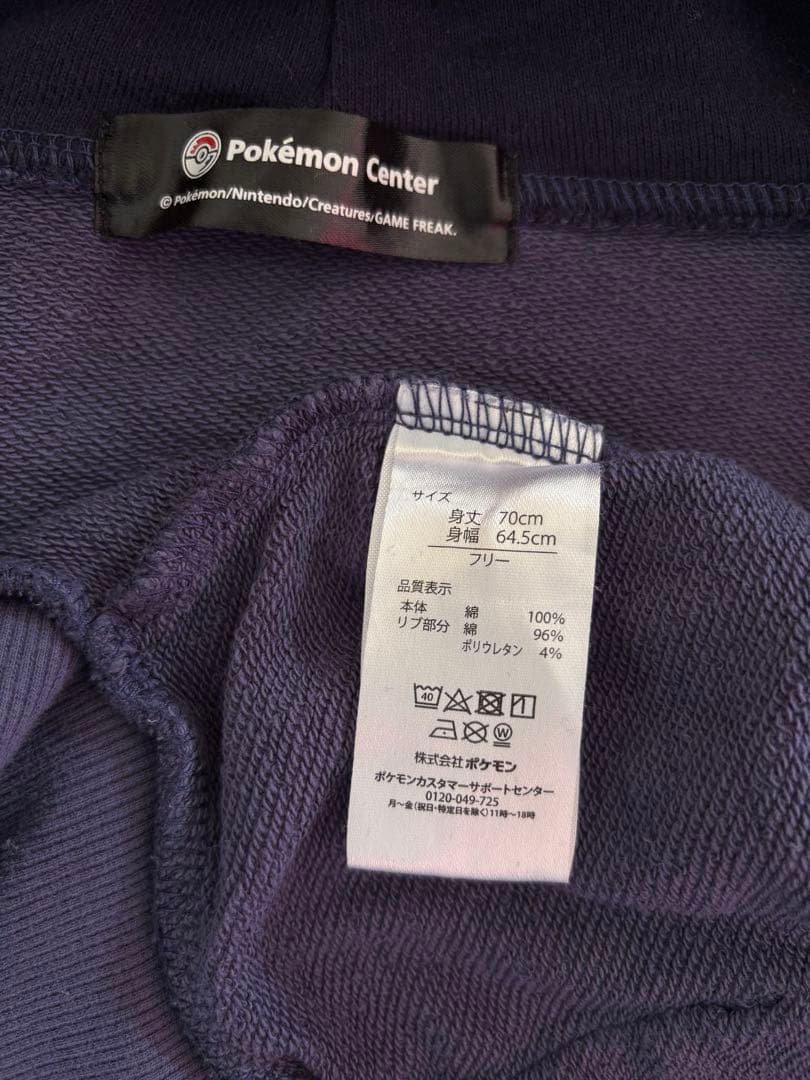 Pokémon Center
© Pokémon/Nintendo/Creatures/GAME FREAK.
サイズ
身丈 70cm
身幅 64.5cm
フリー
品質表示
本体 綿 100%
リブ部分 綿 96%
ポリウレタン 4%
40
W
株式会社ポケモン
ポケモンカスタマーサポートセンター
0120-049-725
月～金(祝日・特定日を除く)11時～18時